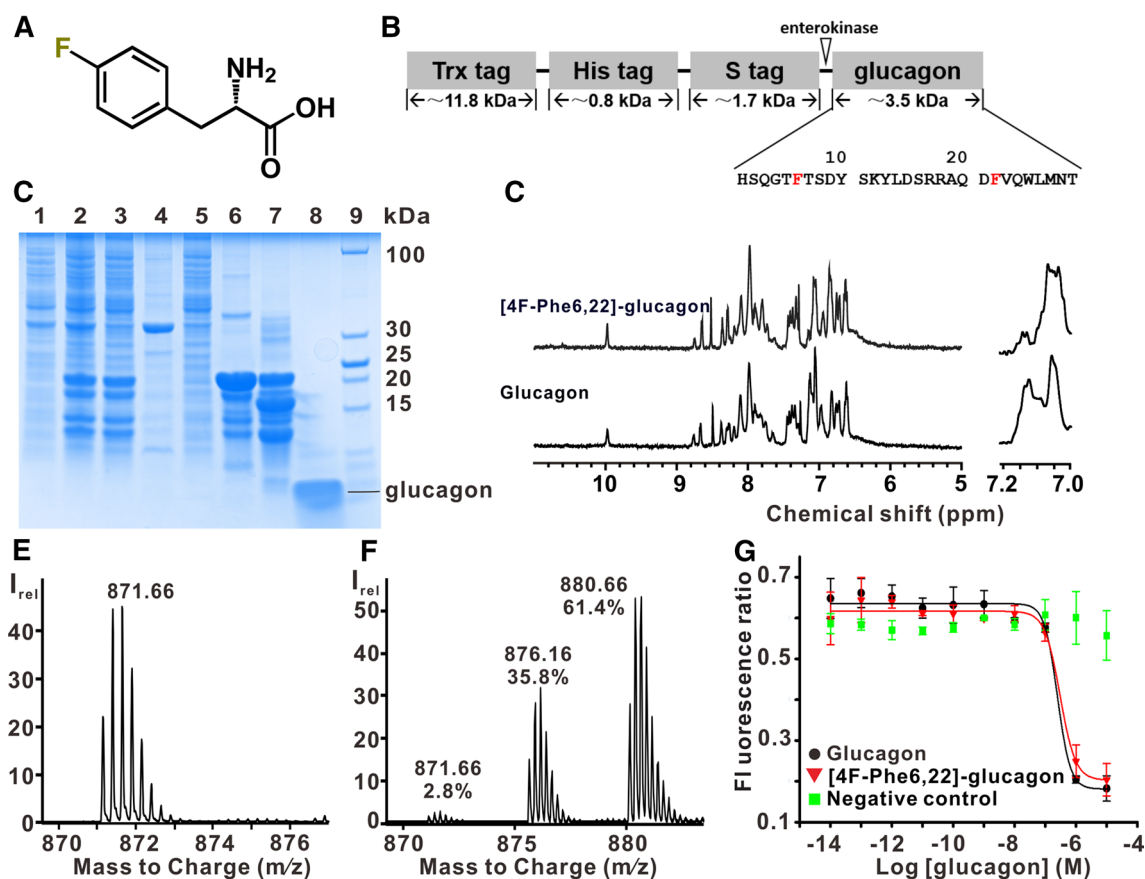 A
F
NH2
OH
O
B
enterokinase
Trx tag His tag S tag glucagon
~11.8 kDa ~0.8 kDa ~1.7 kDa ~3.5 kDa
10 20
HSQGTFTSDY SKYLDSRRAQ DFVQWLMNT
C
1 2 3 4 5 6 7 8 9 kDa
100
30
25
20
15
glucagon
C
[4F-Phe6,22]-glucagon
Glucagon
10 9 8 7 6 5 7.2 7.0
Chemical shift (ppm)
E
Irel
871.66
40
30
20
10
0
870 872 874 876
Mass to Charge (m/z)
F
Irel
880.66
61.4%
876.16
35.8%
871.66
2.8%
50
40
30
20
10
0
870 875 880
Mass to Charge (m/z)
G
Fluorescence ratio
0.7
0.5
0.3
0.1
Glucagon
[4F-Phe6,22]-glucagon
Negative control
-14 -12 -10 -8 -6 -4
Log [glucagon] (M)